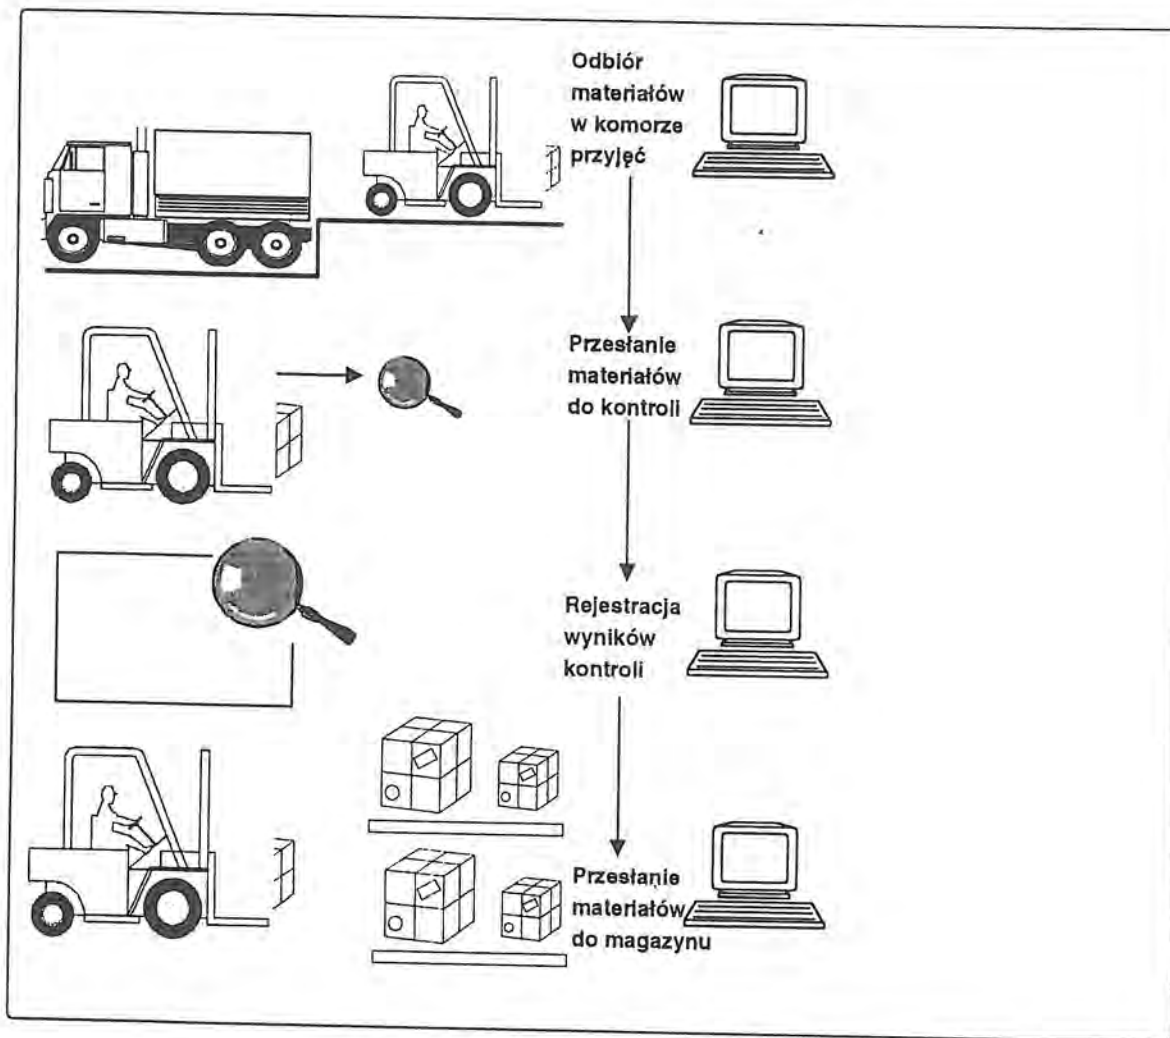 Odbiór
materiałów
w komorze
przyjęć
Przesłanie
materiałów
do kontroli
Rejestracja
wyników
kontroli
Przesłanie
materiałów
do magazynu